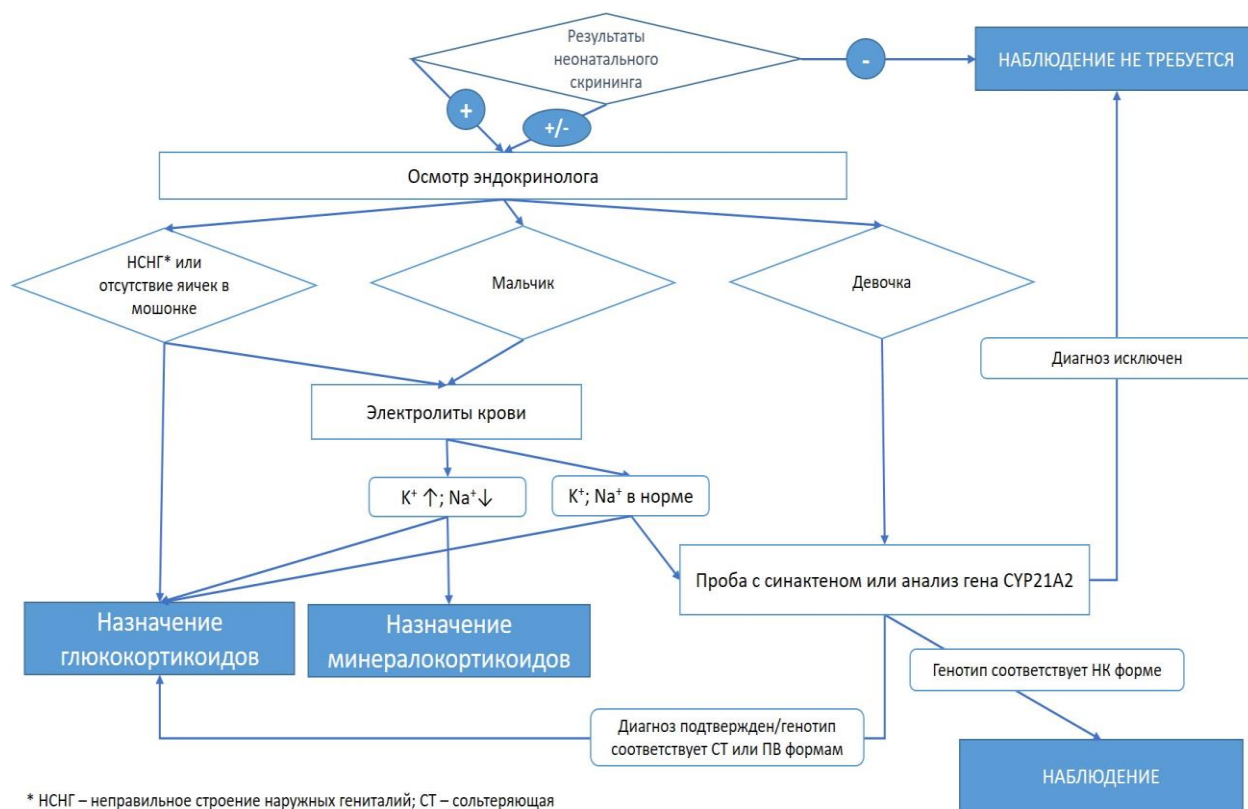 Результаты
неонатального
скрининга
-
НАБЛЮДЕНИЕ НЕ ТРЕБУЕТСЯ
+
+/-
Осмотр эндокринолога
НСНГ* или
отсутствие яичек в
мошонке
Мальчик
Девочка
Диагноз исключен
Электролиты крови
K⁺ ↑; Na⁺↓
K⁺; Na⁺ в норме
Проба с синактеном или анализ гена CYP21A2
Назначение
глюкокортикоидов
Назначение
минералокортикоидов
Генотип соответствует НК форме
Диагноз подтвержден/генотип
соответствует СТ или ПВ формам
НАБЛЮДЕНИЕ
* НСНГ – неправильное строение наружных гениталий; СТ – сольтеряющая